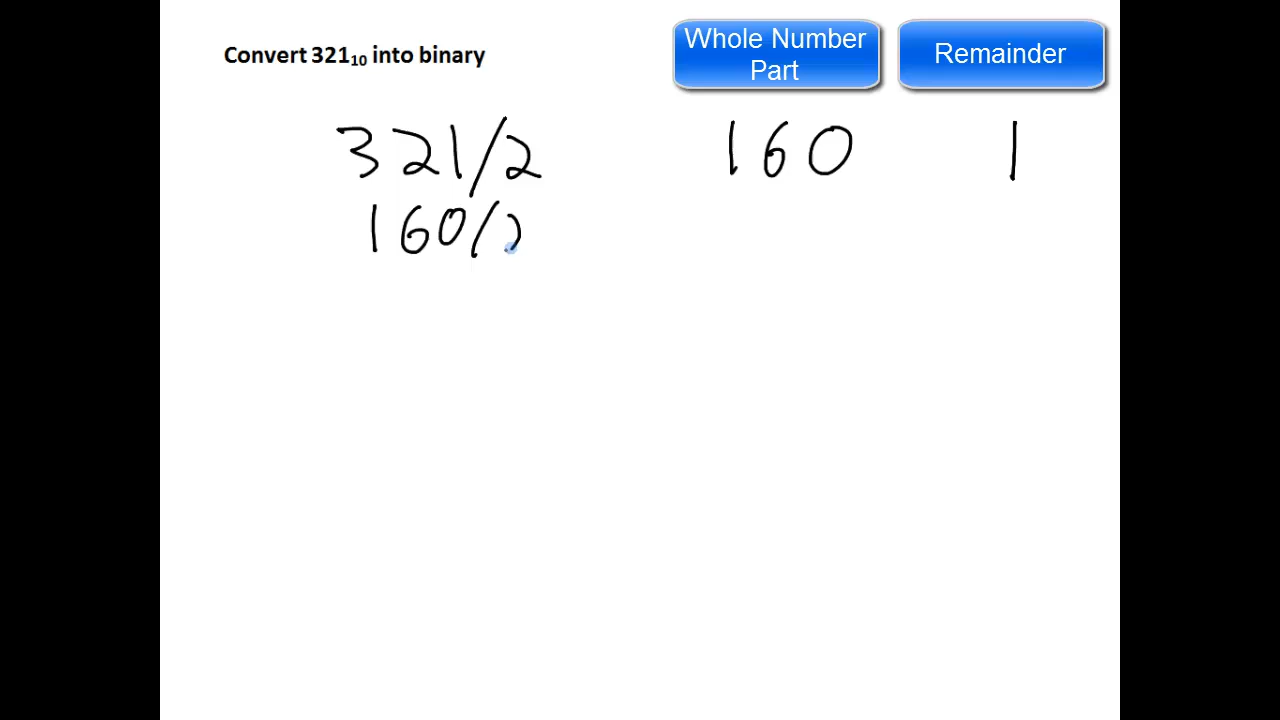 Convert 321₁₀ into binary
Whole Number
Part
Remainder
321/2 160 1
160/